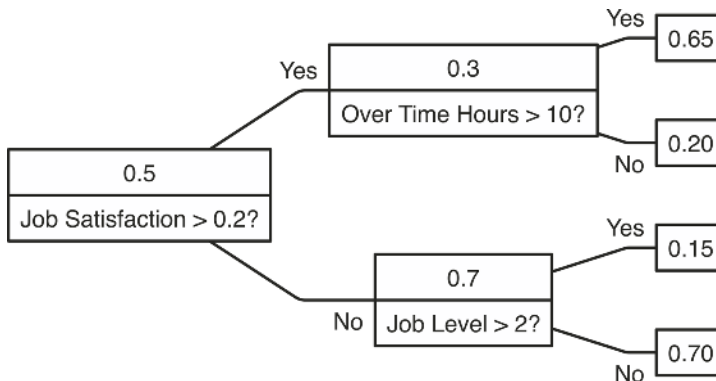 Yes
0.65
Yes
0.3
Over Time Hours > 10?
0.20
No
0.5
Job Satisfaction > 0.2?
Yes
0.15
0.7
No
Job Level > 2?
0.70
No